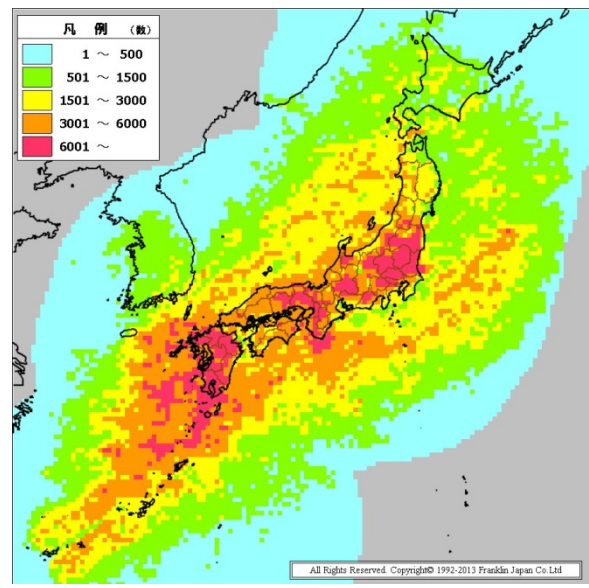 凡 例 (数)
1 ～ 500
501 ～ 1500
1501 ～ 3000
3001 ～ 6000
6001 ～
All Rights Reserved. Copyright© 1992-2013 Franklin Japan Co.Ltd